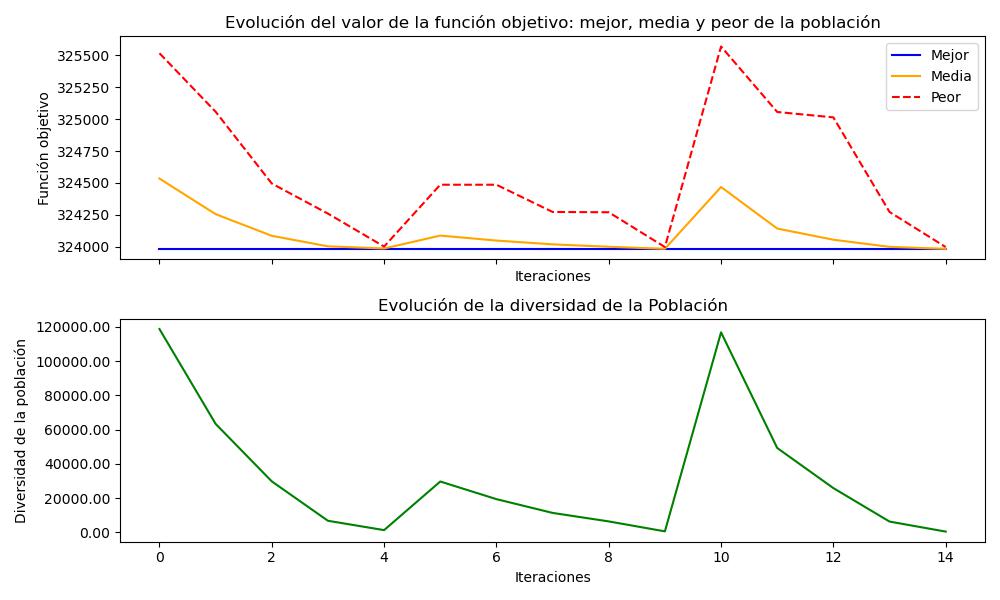 Evolución del valor de la función objetivo: mejor, media y peor de la población
325500
325250
325000
324750
324500
324250
324000
Función objetivo
Mejor
Media
Peor
Iteraciones
Evolución de la diversidad de la Población
120000.00
100000.00
80000.00
60000.00
40000.00
20000.00
0.00
Diversidad de la población
0 2 4 6 8 10 12 14
Iteraciones